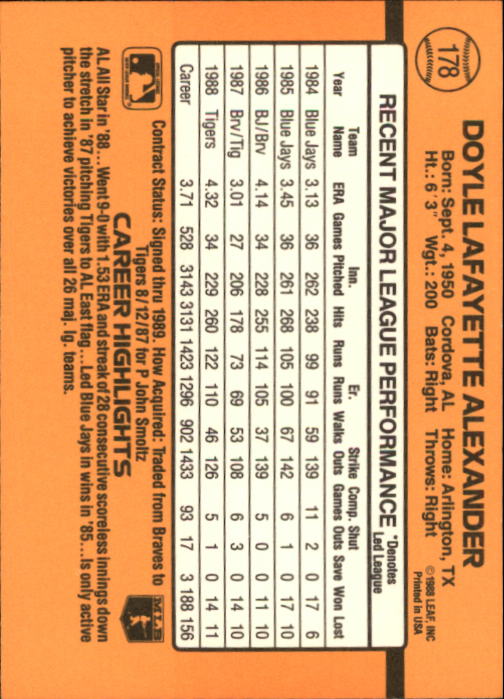 178
DOYLE LAFAYETTE ALEXANDER
Born: Sept. 4, 1950 Cordova, AL Home: Arlington, TX
Ht.: 6'3" Wgt.: 200 Bats: Right Throws: Right
© 1988 LEAF, INC
Printed in USA
RECENT MAJOR LEAGUE PERFORMANCE *Denotes
Led League
Team Inn. Er. Strike Comp. Shut
Year Name ERA Games Pitched Hits Runs Runs Walks Outs Games Outs Save Won Lost
1984 Blue Jays 3.13 36 262 238 99 91 59 139 11 2 0 17 6
1985 Blue Jays 3.45 36 261 268 105 100 67 142 6 1 0 17 10
1986 BJ/Brv 4.14 34 228 255 114 105 37 139 5 0 0 11 10
1987 Brv/Tig 3.01 27 206 178 73 69 53 108 6 3 0 14 10
1988 Tigers 4.32 34 229 260 122 110 46 126 5 1 0 14 11
Career 3.71 528 3143 3131 1423 1296 902 1433 93 17 3 188 156
Contract Status: Signed thru 1989. How Acquired: Traded from Braves to
Tigers 8/12/87 for P John Smoltz
CAREER HIGHLIGHTS
MLB
AL All Star in '88...Went 9-0 with 1.53 ERA and streak of 28 consecutive scoreless innings down
the stretch in '87 pitching Tigers to AL East flag...Led Blue Jays in wins in '85...Is only active
pitcher to achieve victories over all 26 maj. lg. teams.